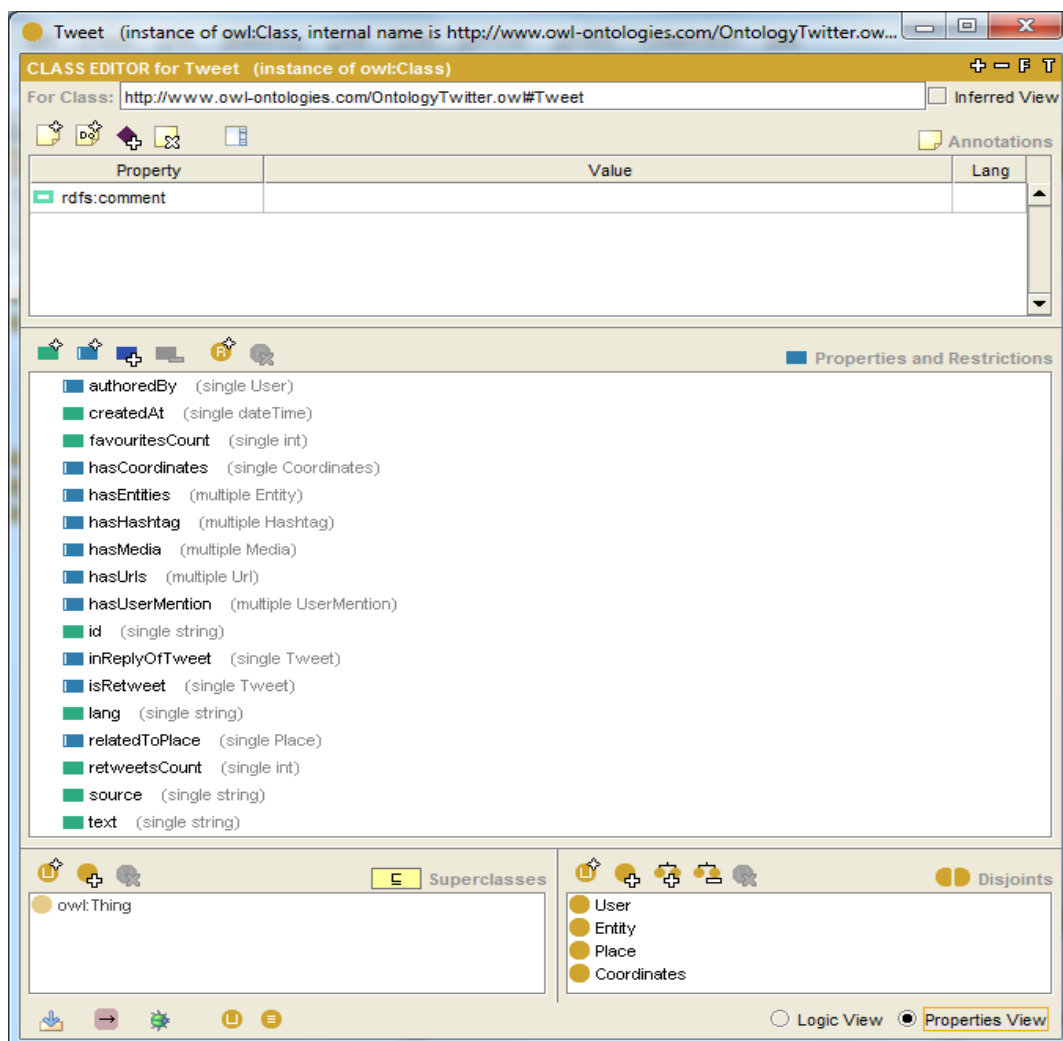 Tweet (instance of owl:Class, internal name is http://www.owl-ontologies.com/OntologyTwitter.ow...
CLASS EDITOR for Tweet (instance of owl:Class)
F T
For Class: http://www.owl-ontologies.com/OntologyTwitter.owl#Tweet
Inferred View
Annotations
Property Value Lang
rdfs:comment
Properties and Restrictions
authoredBy (single User)
createdAt (single dateTime)
favouritesCount (single int)
hasCoordinates (single Coordinates)
hasEntities (multiple Entity)
hasHashtag (multiple Hashtag)
hasMedia (multiple Media)
hasUrls (multiple Url)
hasUserMention (multiple UserMention)
id (single string)
inReplyOfTweet (single Tweet)
isRetweet (single Tweet)
lang (single string)
relatedToPlace (single Place)
retweetsCount (single int)
source (single string)
text (single string)
Superclasses
owl:Thing
Disjoints
User
Entity
Place
Coordinates
Logic View Properties View